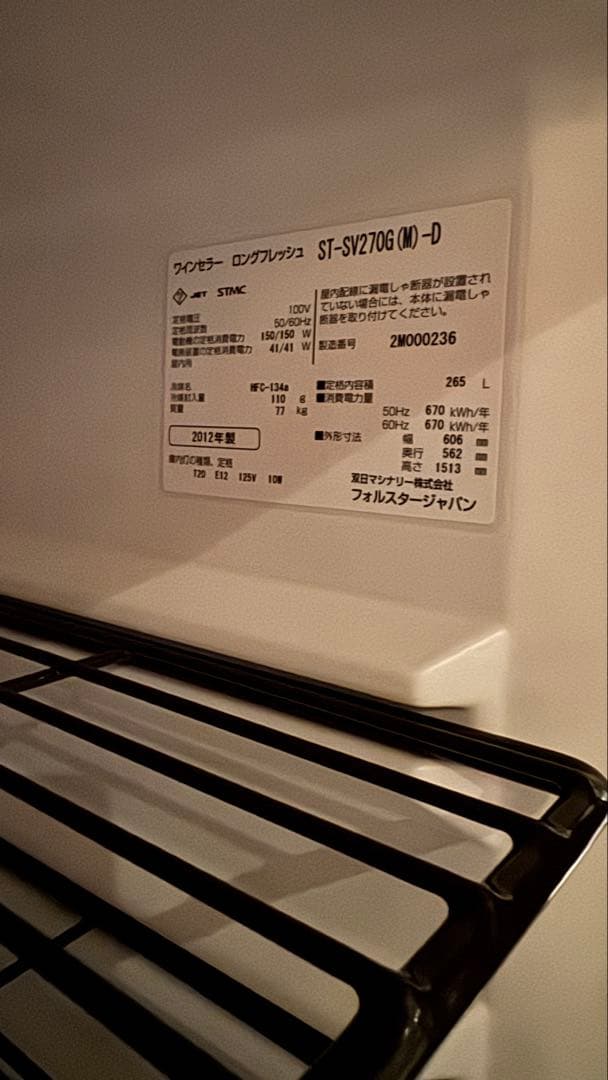 ワインセラー ロングフレッシュ ST-SV270G(M)-D
JET STMC
定格電圧 100V
定格周波数 50/60Hz
電動機の定格消費電力 150/150 W
電熱装置の定格消費電力 41/41 W
屋内用
屋内配線に漏電しゃ断器が設置され
ていない場合には、本体に漏電しゃ
断器を取り付けてください。
製造番号 2M000236
冷媒名 HFC-134a
冷媒封入量 110 g
質量 77 kg
2012年製
庫内灯の種類、定格
T20 E12 125V 10W
■定格内容積 265 L
■消費電力量
50Hz 670 kWh/年
60Hz 670 kWh/年
■外形寸法 幅 606 mm
奥行 562 mm
高さ 1513 mm
双日マシナリー株式会社
フォルスタージャパン